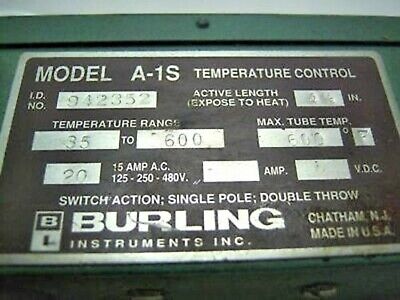 MODEL A-1S TEMPERATURE CONTROL
I.D. NO. 942352 ACTIVE LENGTH (EXPOSE TO HEAT) IN.
TEMPERATURE RANGE MAX. TUBE TEMP.
35 TO 600 600 ° F
20 15 AMP A.C. 125-250-480V. AMP. V.D.C.
SWITCH ACTION; SINGLE POLE; DOUBLE THROW
BL BURLING INSTRUMENTS INC. CHATHAM, N.J. MADE IN U.S.A.